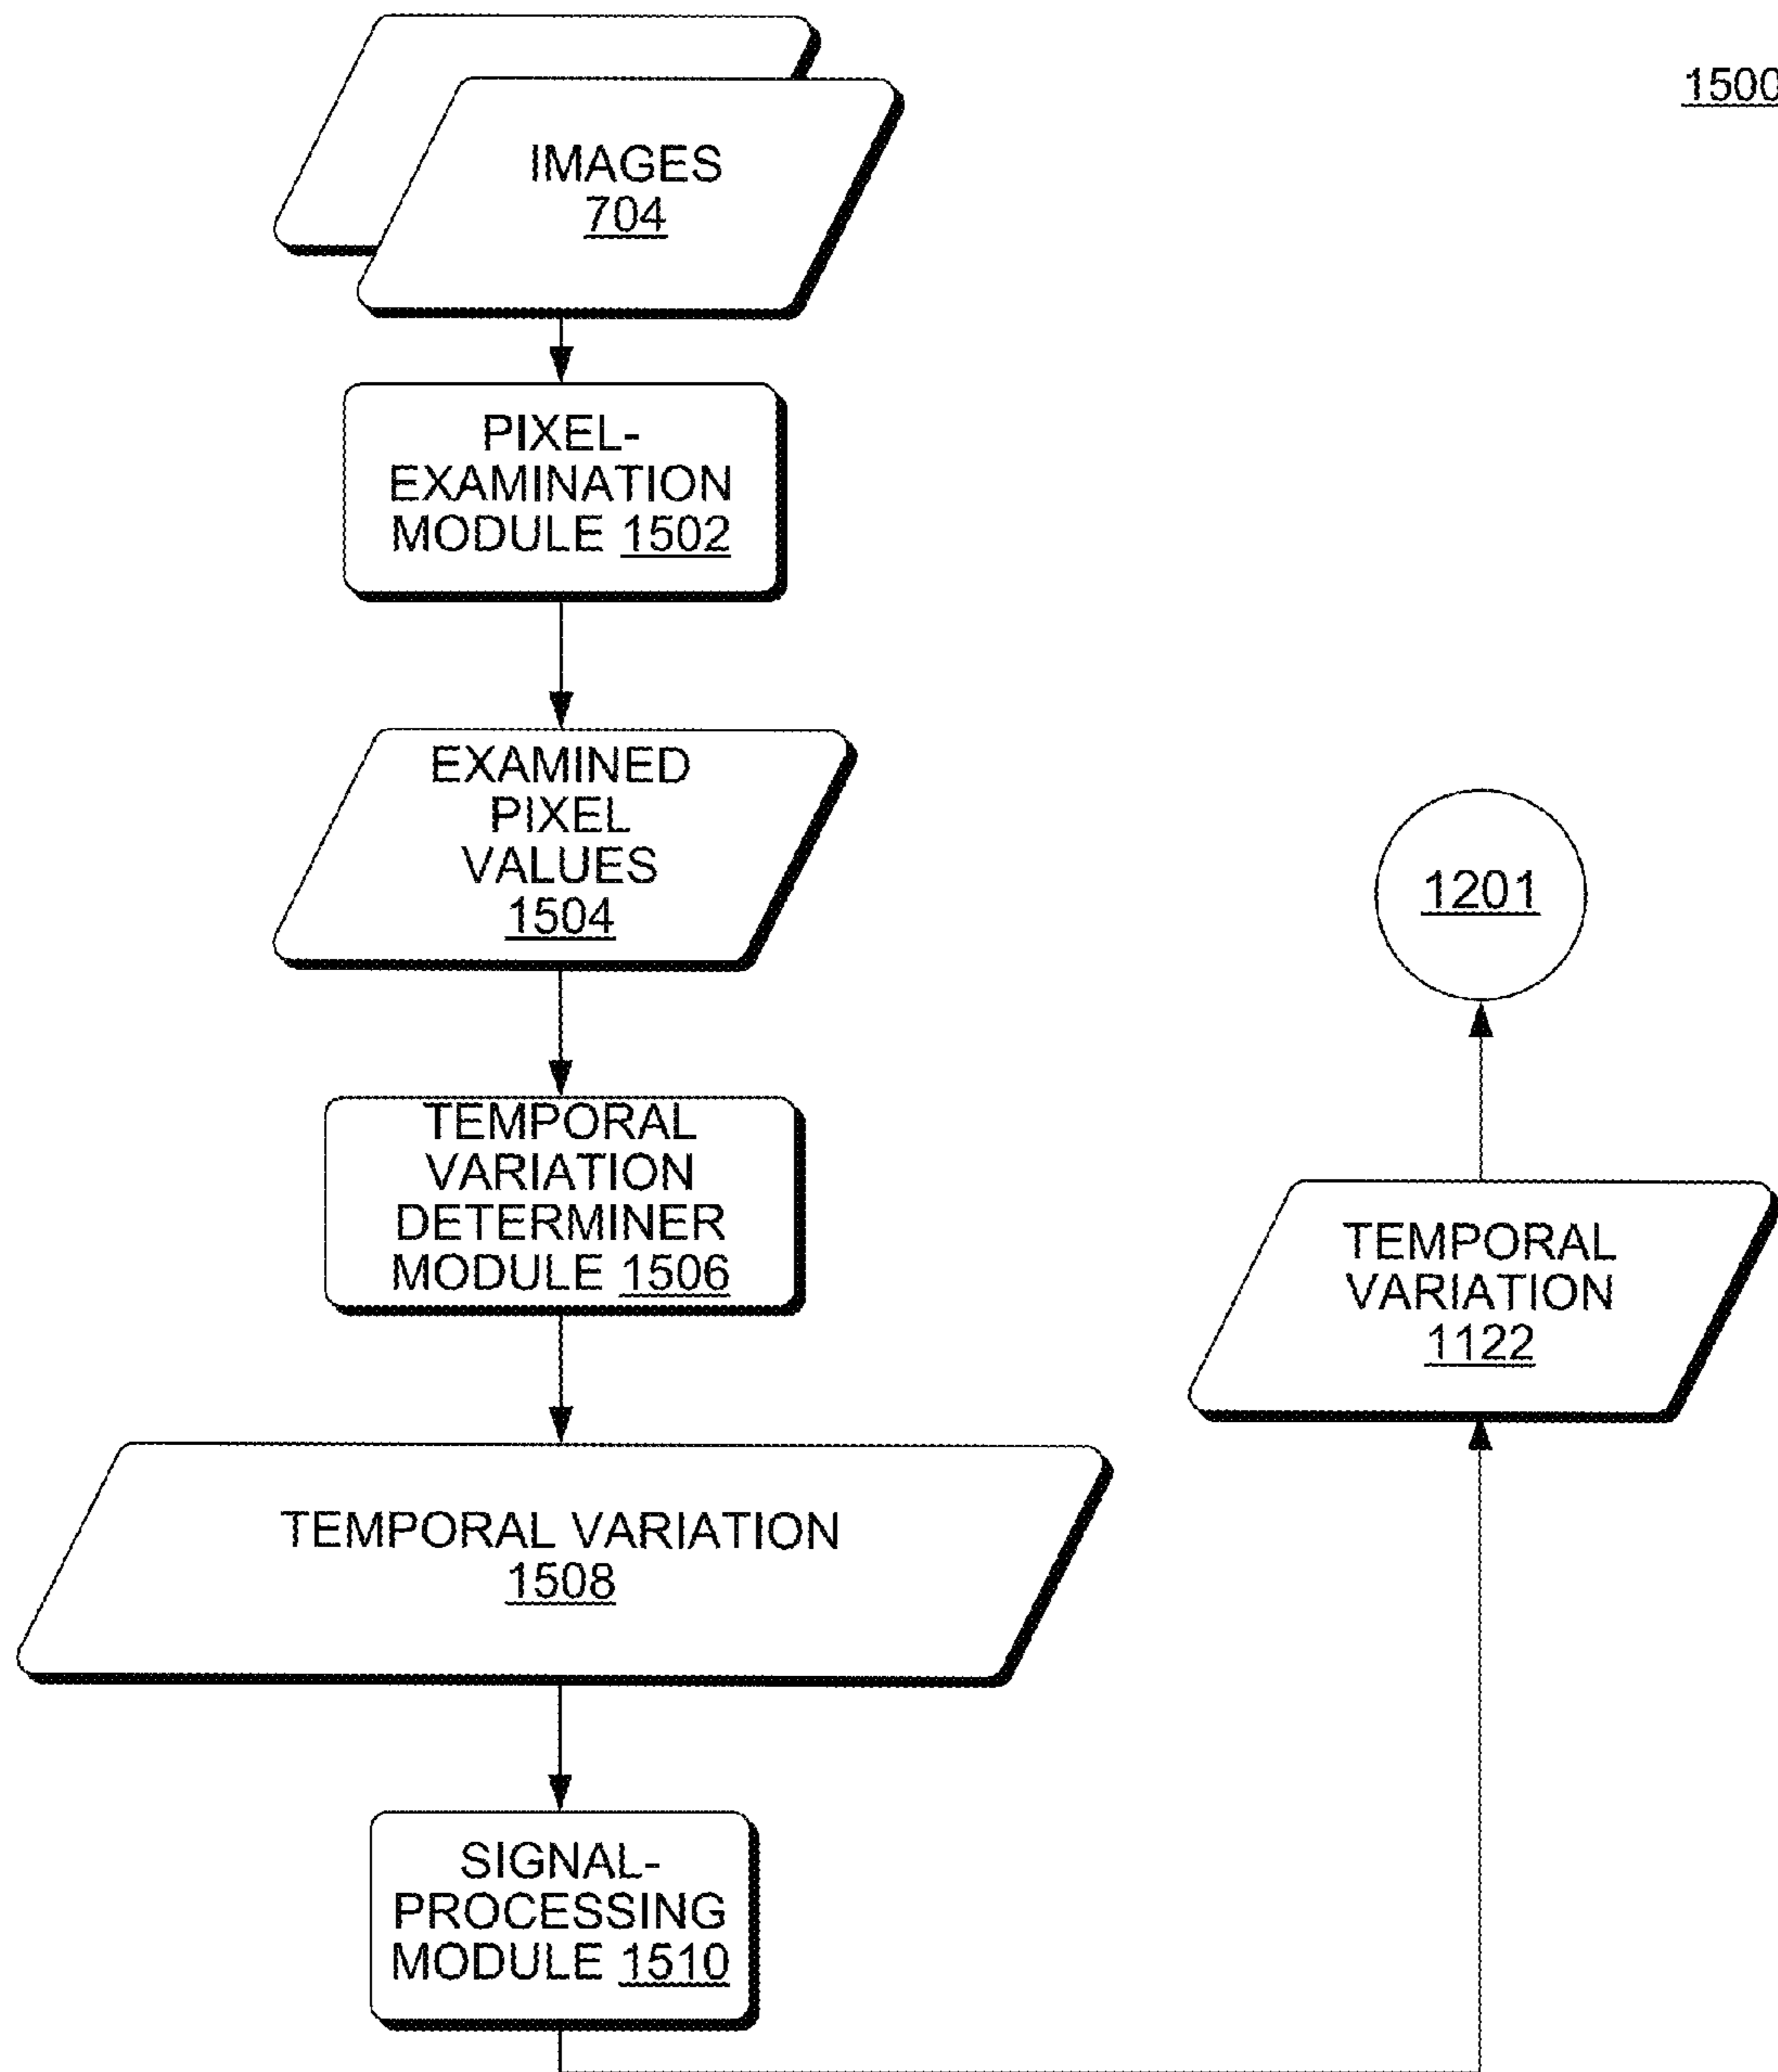 1500
IMAGES
704
PIXEL-
EXAMINATION
MODULE 1502
EXAMINED
PIXEL
VALUES
1504
TEMPORAL
VARIATION
DETERMINER
MODULE 1506
TEMPORAL VARIATION
1508
SIGNAL-
PROCESSING
MODULE 1510
TEMPORAL
VARIATION
1122
1201